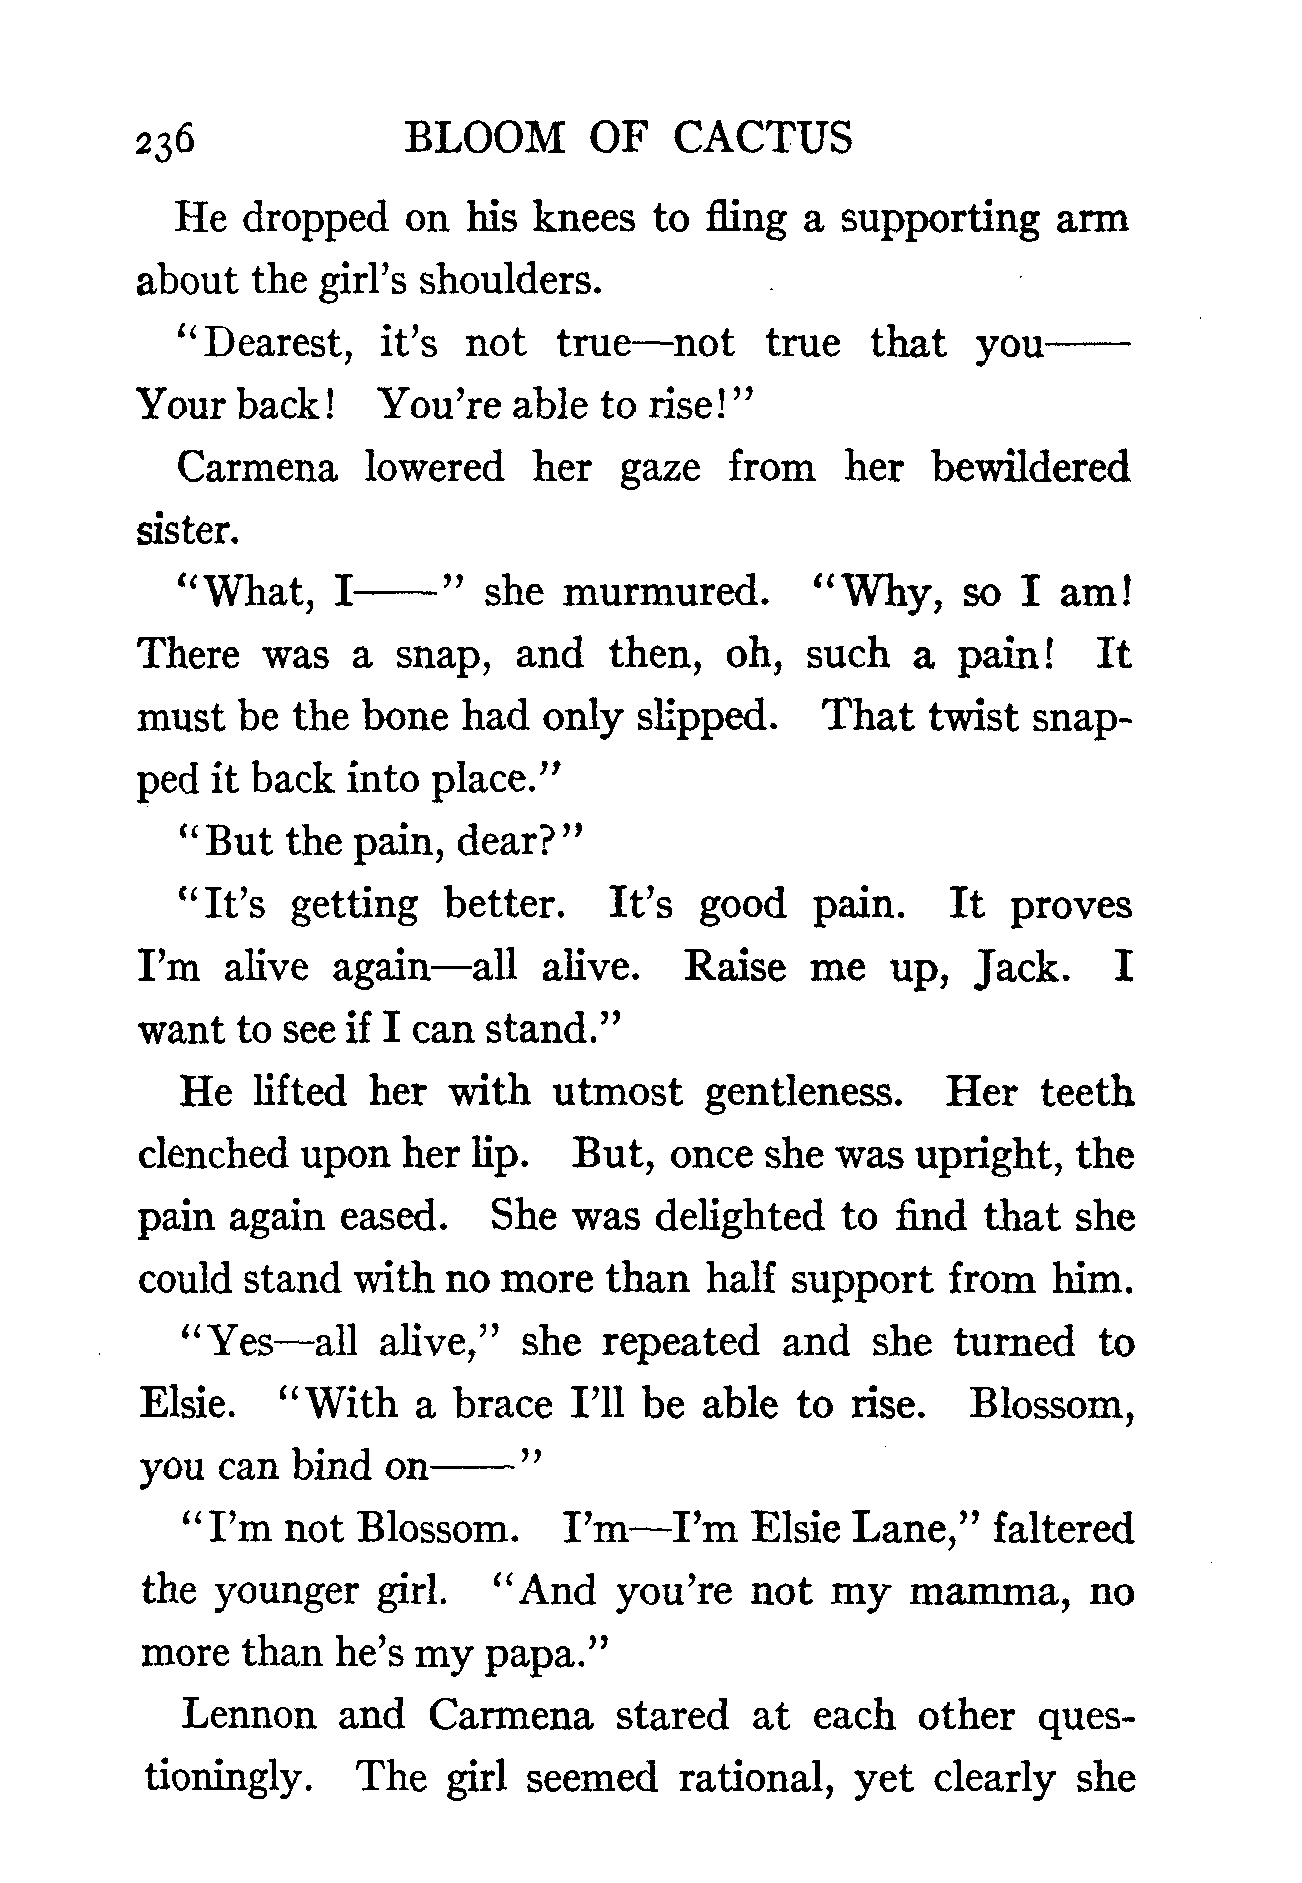 236 BLOOM OF CACTUS
He dropped on his knees to fling a supporting arm
about the girl's shoulders.
"Dearest, it's not true—not true that you——
Your back! You're able to rise!"
Carmena lowered her gaze from her bewildered
sister.
"What, I——" she murmured. "Why, so I am!
There was a snap, and then, oh, such a pain! It
must be the bone had only slipped. That twist snap-
ped it back into place."
"But the pain, dear?"
"It's getting better. It's good pain. It proves
I'm alive again—all alive. Raise me up, Jack. I
want to see if I can stand."
He lifted her with utmost gentleness. Her teeth
clenched upon her lip. But, once she was upright, the
pain again eased. She was delighted to find that she
could stand with no more than half support from him.
"Yes—all alive," she repeated and she turned to
Elsie. "With a brace I'll be able to rise. Blossom,
you can bind on——"
"I'm not Blossom. I'm—I'm Elsie Lane," faltered
the younger girl. "And you're not my mamma, no
more than he's my papa."
Lennon and Carmena stared at each other ques-
tioningly. The girl seemed rational, yet clearly she